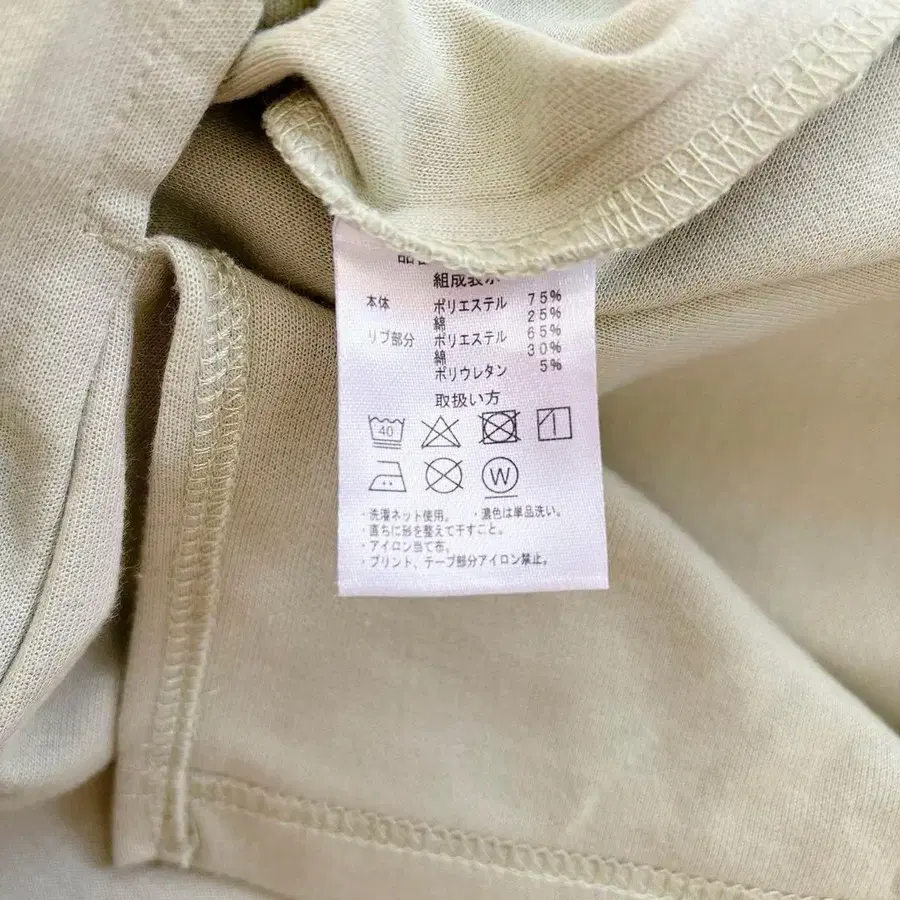 組成表示
本体 ポリエステル 75%
綿 25%
リブ部分 ポリエステル 65%
綿 30%
ポリウレタン 5%
取扱い方
40
W
・洗濯ネット使用。 ・濃色は単品洗い。
・直ちに形を整えて干すこと。
・アイロン当て布。
・プリント、テープ部分アイロン禁止。